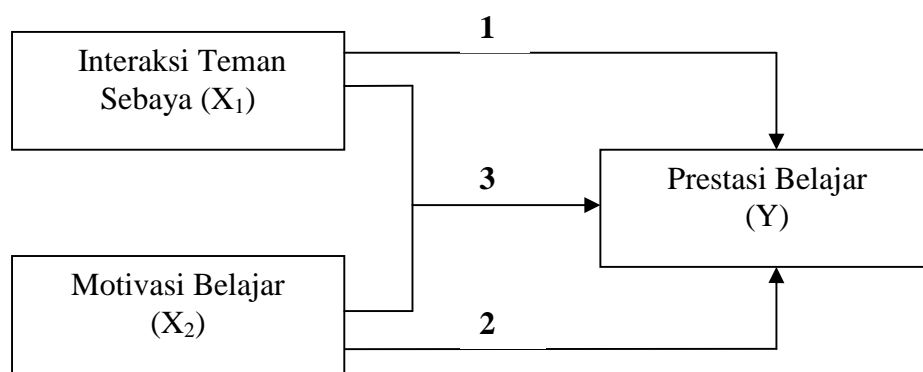 1
Interaksi Teman
Sebaya (X₁)
3
Prestasi Belajar
(Y)
Motivasi Belajar
(X₂)
2